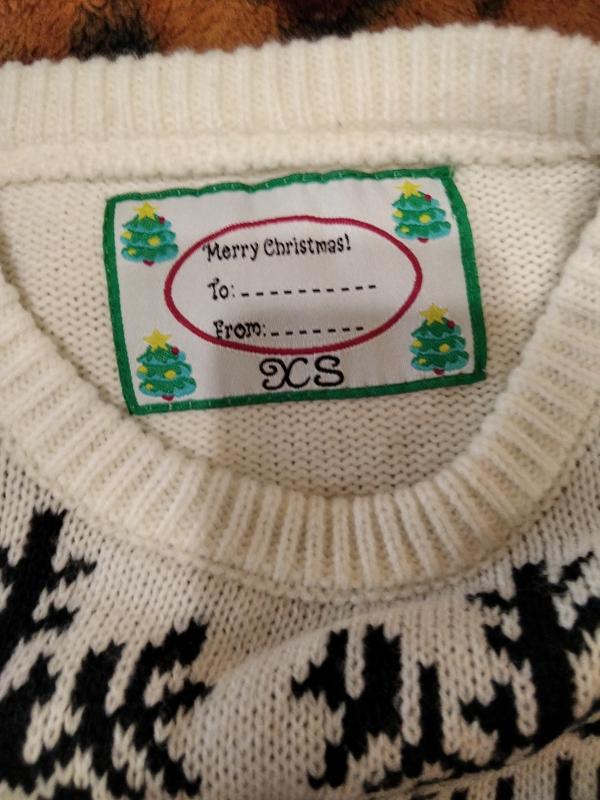 Merry Christmas!
To:----------
From:-------
XS